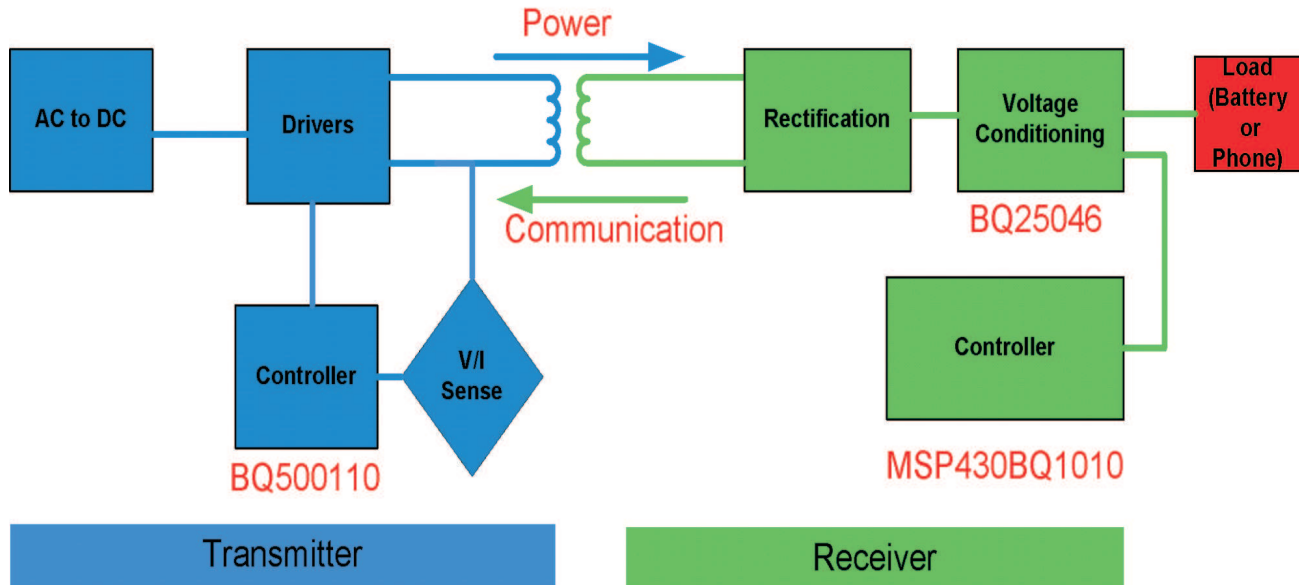 Power
AC to DC
Drivers
Rectification
Voltage
Conditioning
Load
(Battery
or
Phone)
Communication
BQ25046
Controller
V/I
Sense
Controller
BQ500110
MSP430BQ1010
Transmitter
Receiver